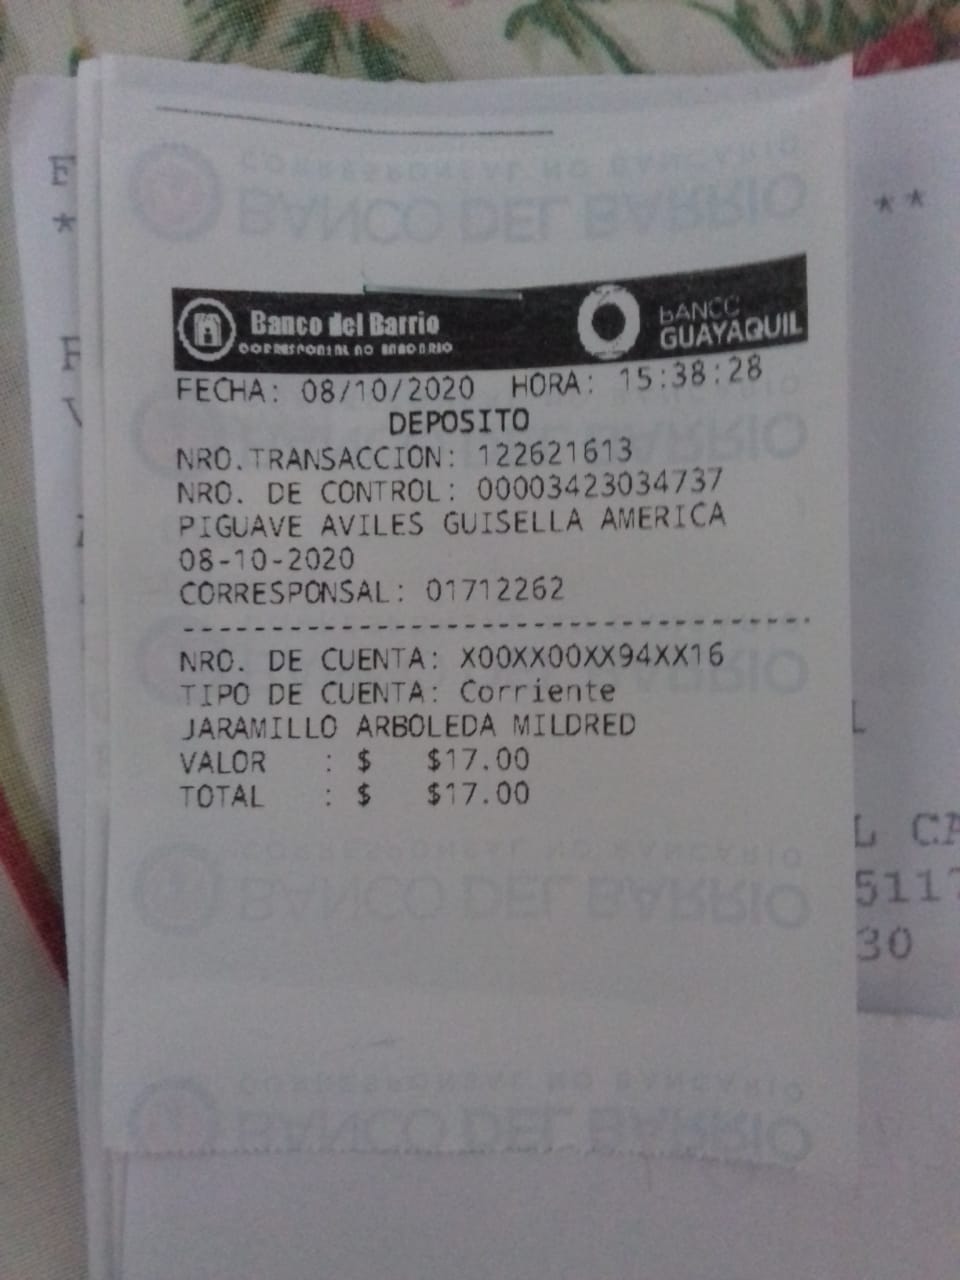 Banco del Barrio
CORRESPONSAL NO BANCARIO
BANCO
GUAYAQUIL
FECHA: 08/10/2020 HORA: 15:38:28
DEPOSITO
NRO.TRANSACCION: 122621613
NRO. DE CONTROL: 00003423034737
PIGUAVE AVILES GUISELLA AMERICA
08-10-2020
CORRESPONSAL: 01712262
NRO. DE CUENTA: X00XX00XX94XX16
TIPO DE CUENTA: Corriente
JARAMILLO ARBOLEDA MILDRED
VALOR : $ $17.00
TOTAL : $ $17.00
CORRESPONSAL NO BANCARIO
BANCO DEL BARRIO
CORRESPONSAL NO BANCARIO
BANCO DEL BARRIO
CORRESPONSAL NO BANCARIO
BANCO DEL BARRIO
**
L CA
5117
30